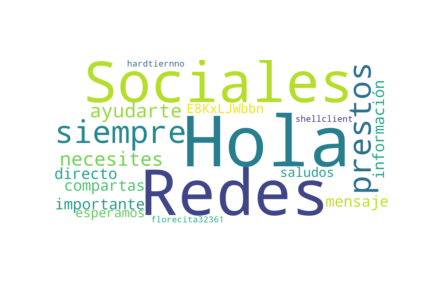 hardtiernno
Sociales
prestos
información
ayudarte
E8KxLJWbbn
shellclient
siempre
Hola
necesites
directo
saludos
compartas
Redes
importante
mensaje
esperamos
florecita32361